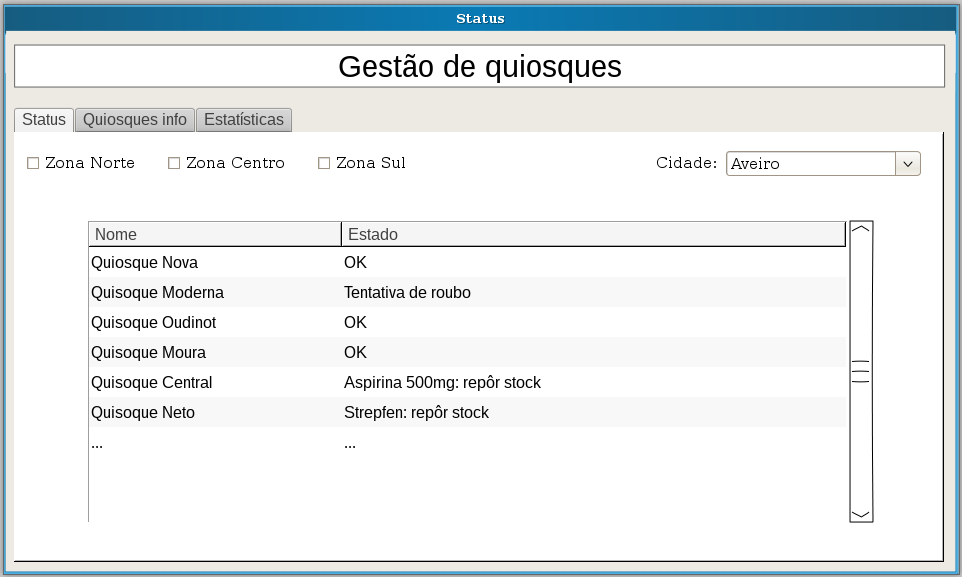 Status
Gestão de quiosques
Status Quiosques info Estatísticas
Zona Norte Zona Centro Zona Sul Cidade: Aveiro
Nome Estado
Quiosque Nova OK
Quisoque Moderna Tentativa de roubo
Quisoque Oudinot OK
Quisoque Moura OK
Quisoque Central Aspirina 500mg: repôr stock
Quisoque Neto Strepfen: repôr stock
... ...